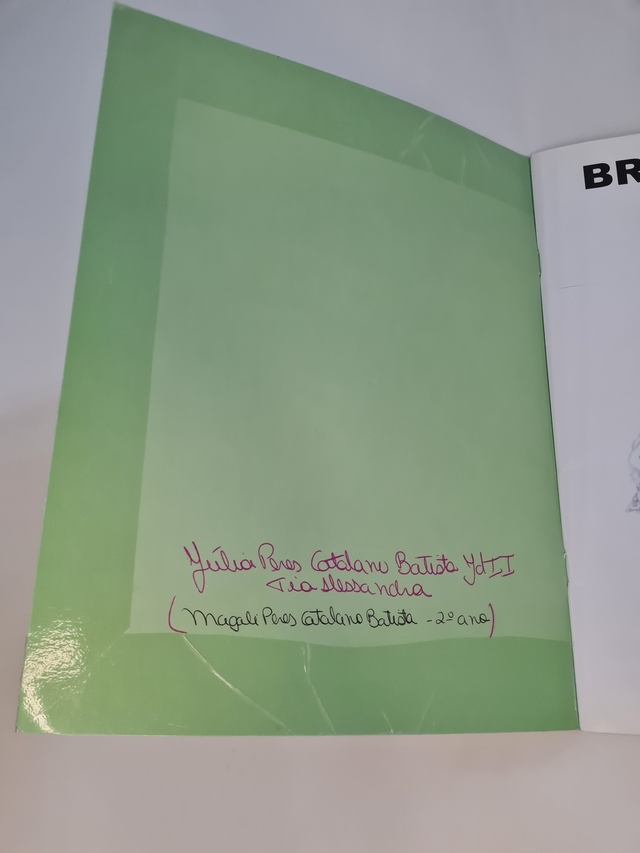 BR
Júlia Peres Catalano Batista Jd II
Tia Alessandra
(Magali Peres Catalano Batista - 2º ano)